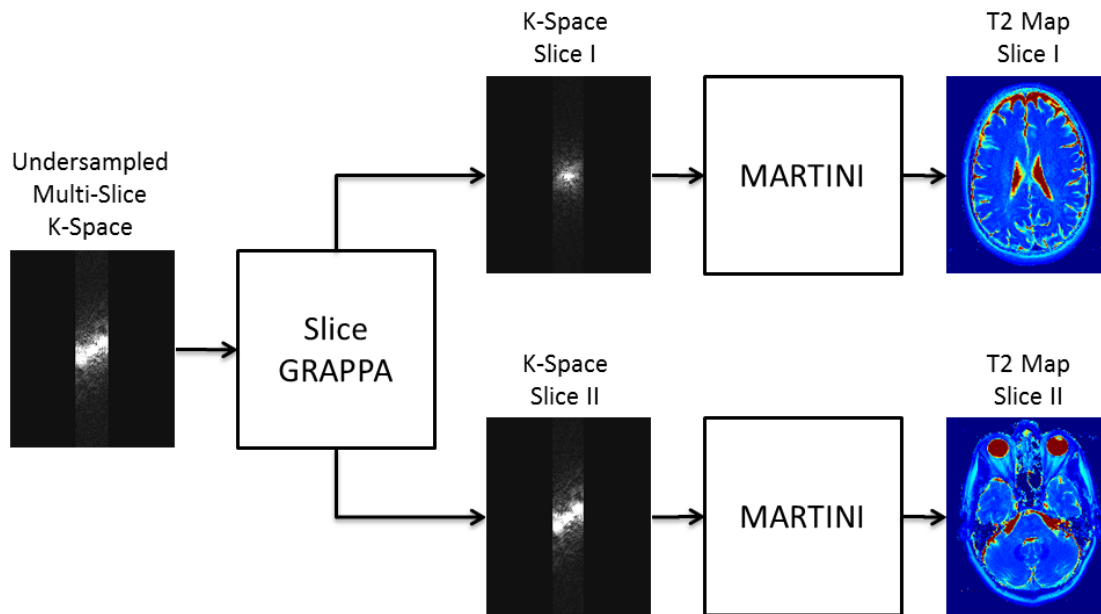 Undersampled
Multi-Slice
K-Space
Slice
GRAPPA
K-Space
Slice I
MARTINI
T2 Map
Slice I
K-Space
Slice II
MARTINI
T2 Map
Slice II